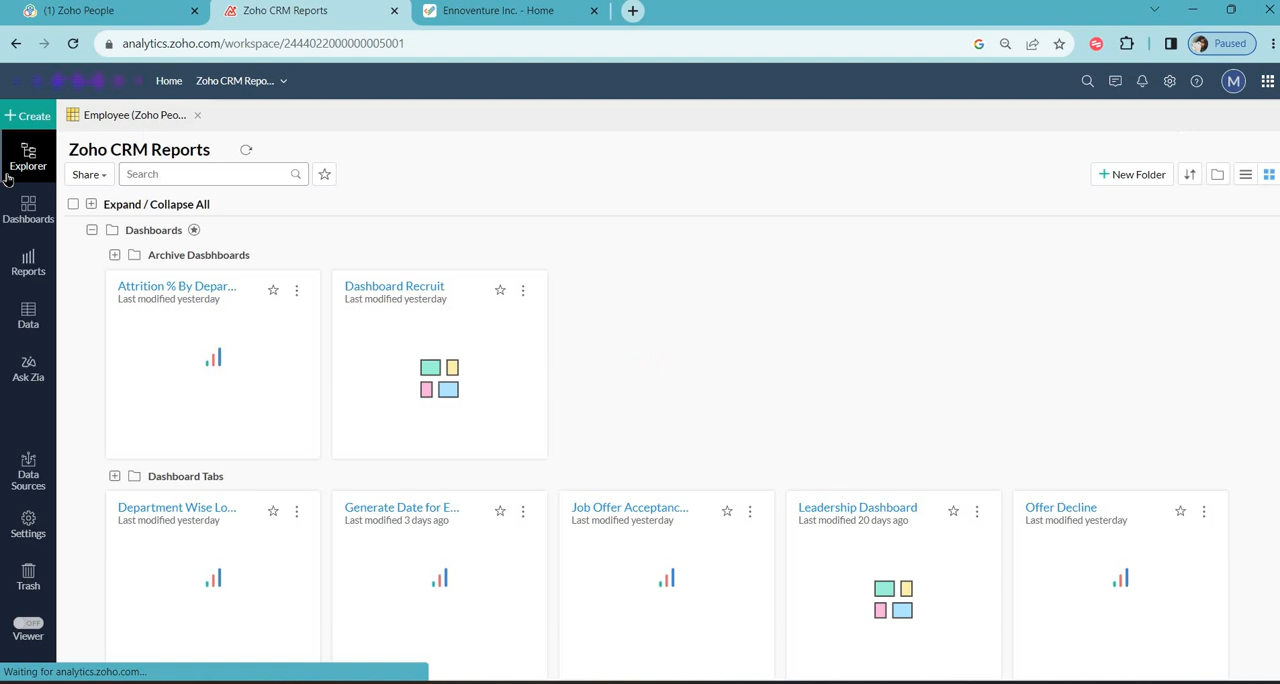 (1) Zoho People
Zoho CRM Reports
Ennoventure Inc. - Home
analytics.zoho.com/workspace/2444022000000005001
Paused
Home
Zoho CRM Repo...
M
+ Create
Employee (Zoho Peo...
Explorer
Dashboards
Reports
Data
Ask Zia
Data
Sources
Settings
Trash
OFF
Viewer
Zoho CRM Reports
Share
Search
+ New Folder
Expand / Collapse All
Dashboards
Archive Dasbhboards
Attrition % By Depar...
Last modified yesterday
Dashboard Recruit
Last modified yesterday
Dashboard Tabs
Department Wise Lo...
Last modified yesterday
Generate Date for E...
Last modified 3 days ago
Job Offer Acceptanc...
Last modified yesterday
Leadership Dashboard
Last modified 20 days ago
Offer Decline
Last modified yesterday
Waiting for analytics.zoho.com...